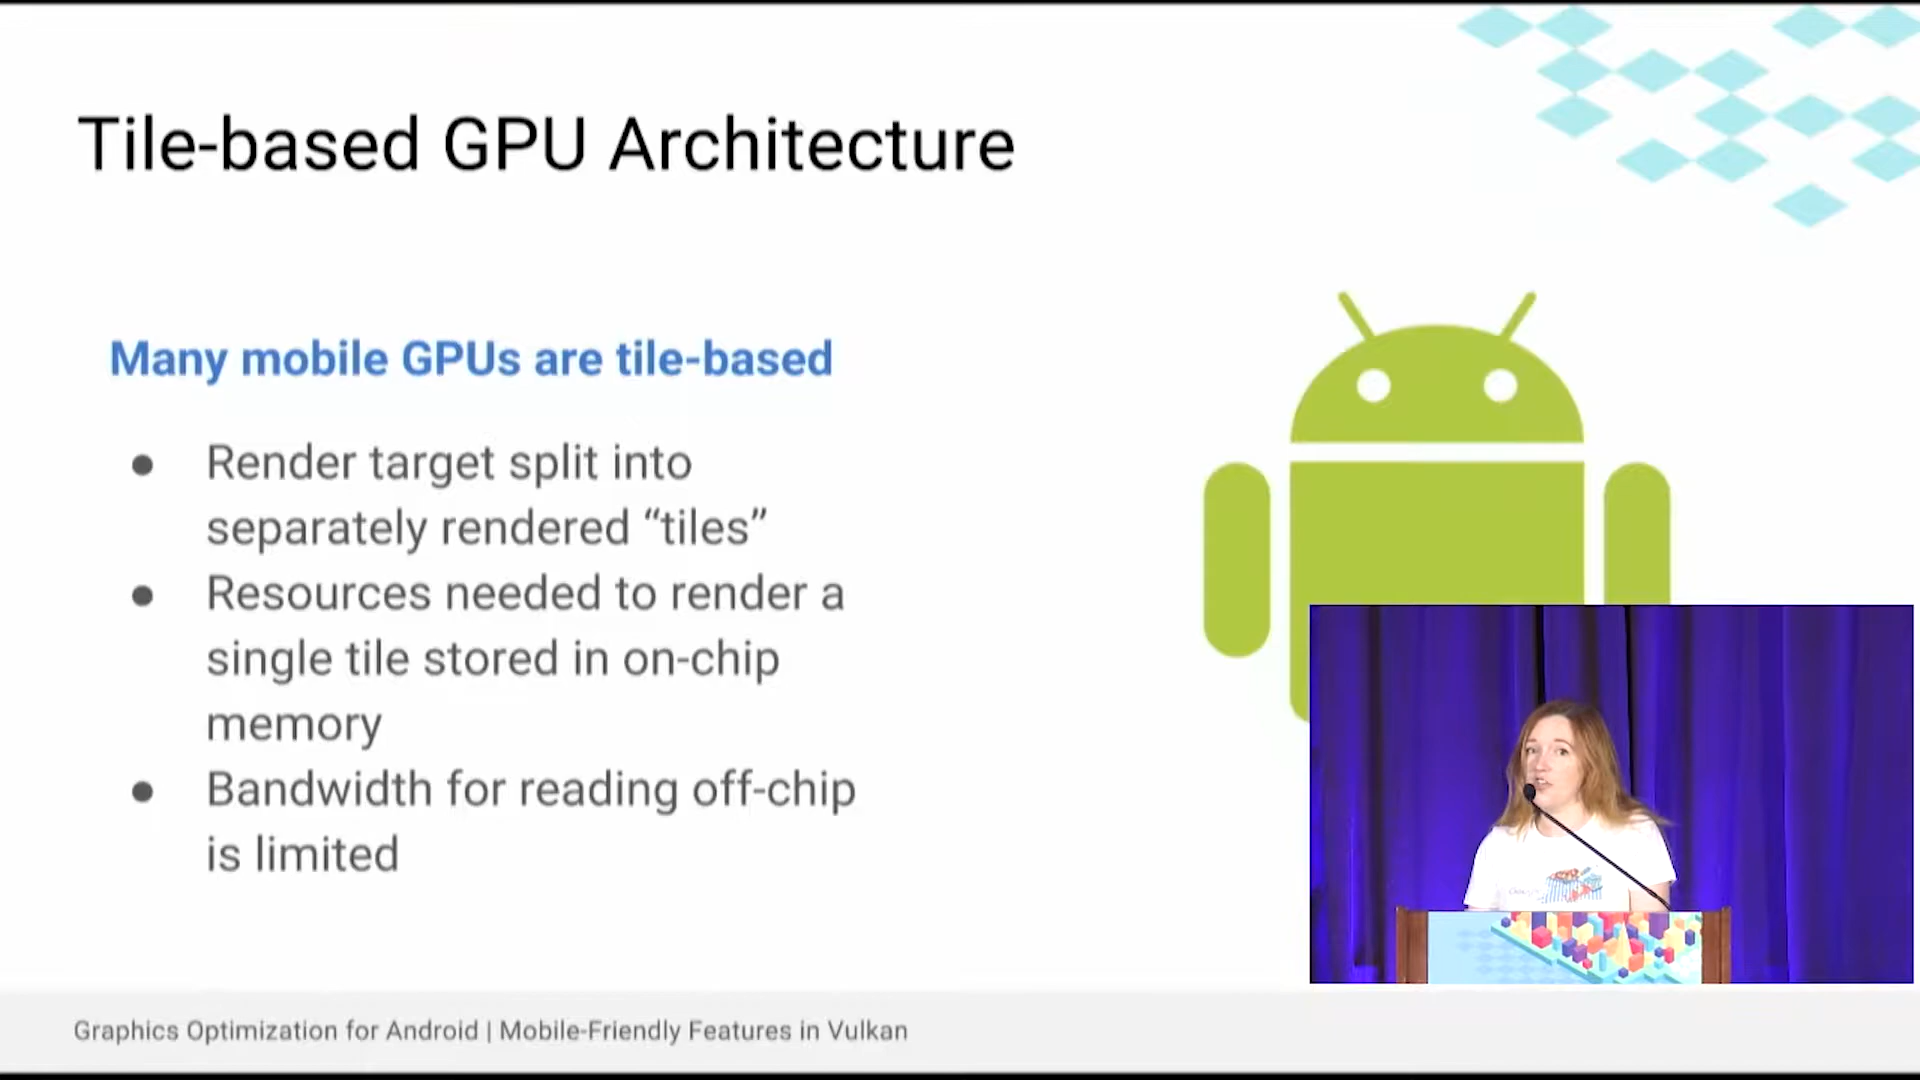 Tile-based GPU Architecture
Many mobile GPUs are tile-based
● Render target split into
separately rendered “tiles”
● Resources needed to render a
single tile stored in on-chip
memory
● Bandwidth for reading off-chip
is limited
Graphics Optimization for Android | Mobile-Friendly Features in Vulkan